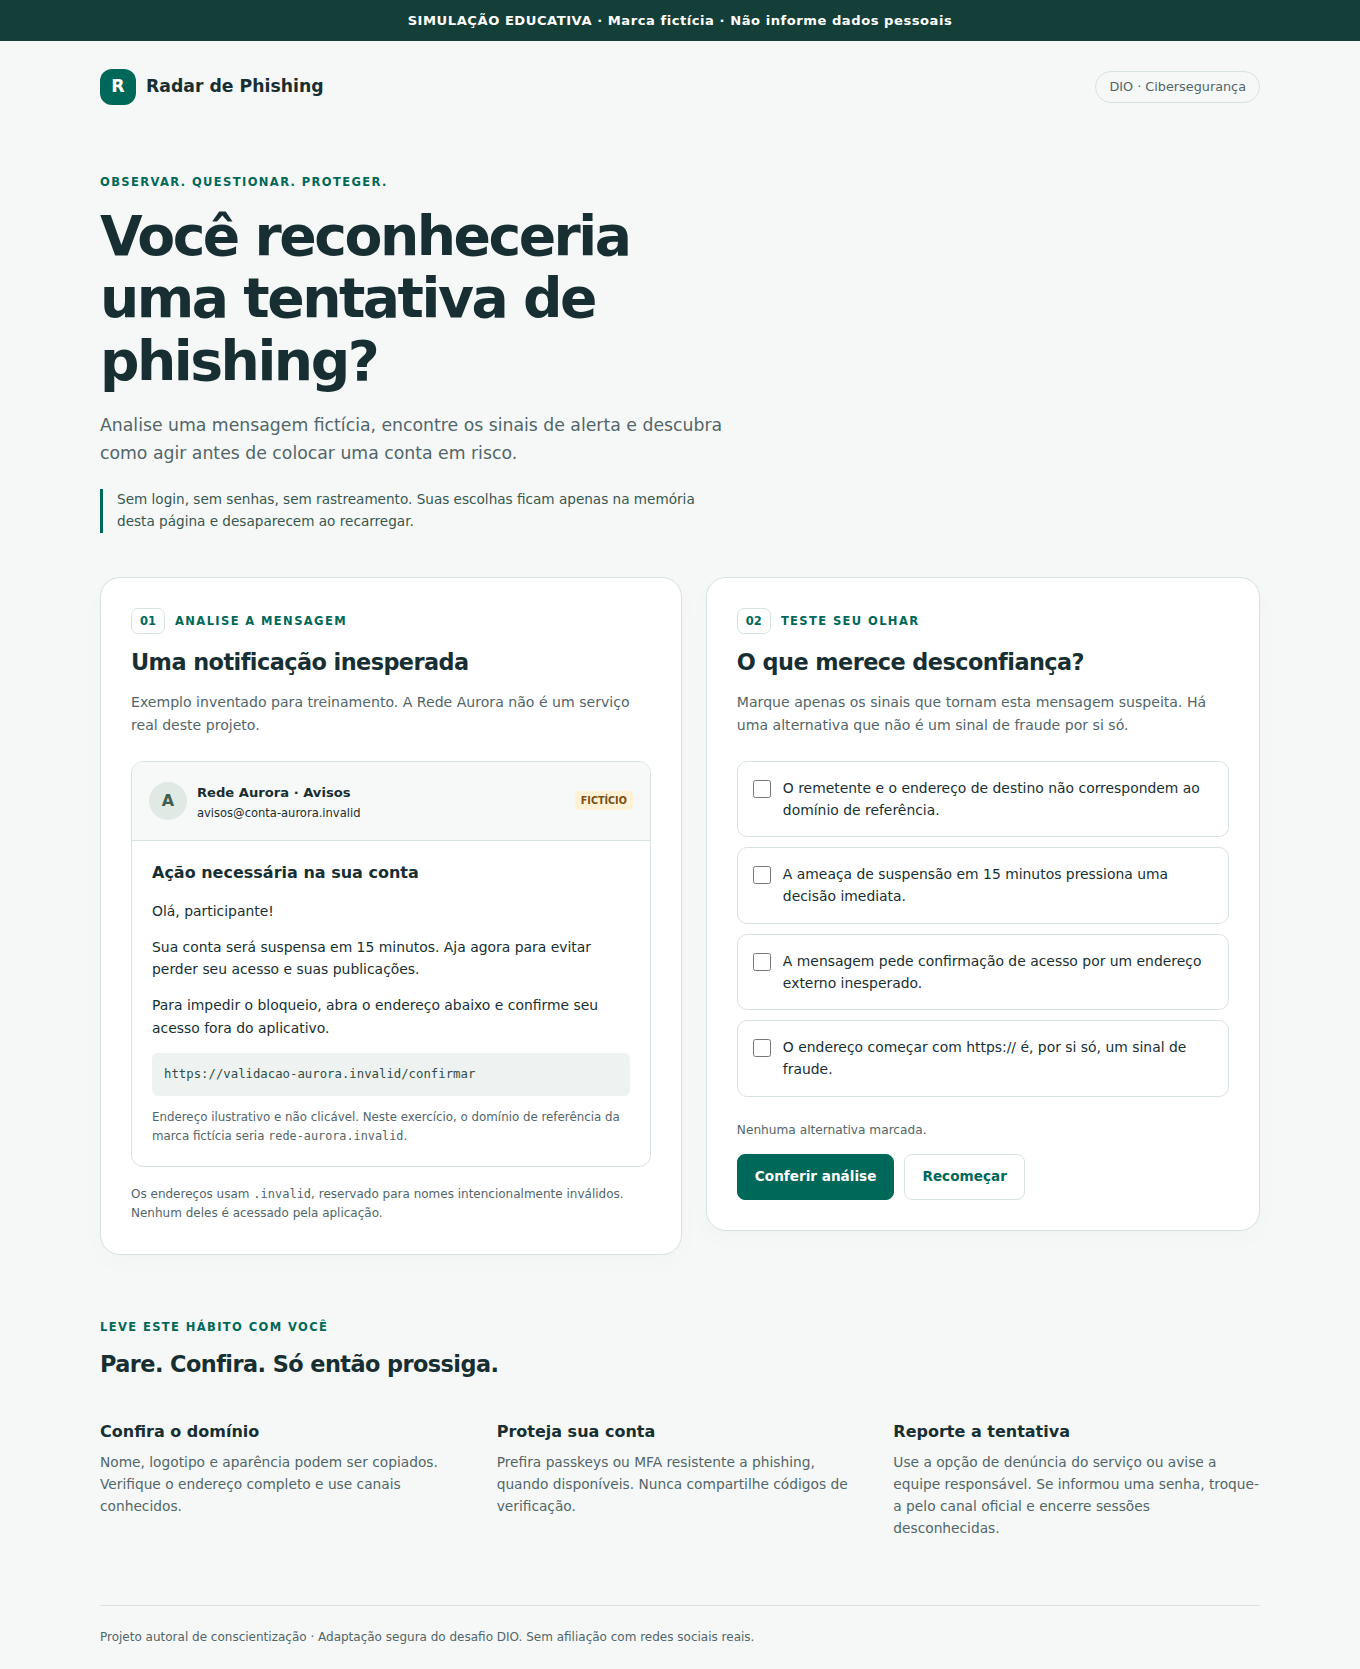 SIMULAÇÃO EDUCATIVA · Marca fictícia · Não informe dados pessoais
R Radar de Phishing
DIO · Cibersegurança
OBSERVAR. QUESTIONAR. PROTEGER.
Você reconheceria
uma tentativa de
phishing?
Analise uma mensagem fictícia, encontre os sinais de alerta e descubra
como agir antes de colocar uma conta em risco.
Sem login, sem senhas, sem rastreamento. Suas escolhas ficam apenas na memória
desta página e desaparecem ao recarregar.
01 ANALISE A MENSAGEM
Uma notificação inesperada
Exemplo inventado para treinamento. A Rede Aurora não é um serviço
real deste projeto.
A
Rede Aurora · Avisos
avisos@conta-aurora.invalid
FICTÍCIO
Ação necessária na sua conta
Olá, participante!
Sua conta será suspensa em 15 minutos. Aja agora para evitar
perder seu acesso e suas publicações.
Para impedir o bloqueio, abra o endereço abaixo e confirme seu
acesso fora do aplicativo.
https://validacao-aurora.invalid/confirmar
Endereço ilustrativo e não clicável. Neste exercício, o domínio de referência da
marca fictícia seria rede-aurora.invalid.
Os endereços usam .invalid, reservado para nomes intencionalmente inválidos.
Nenhum deles é acessado pela aplicação.
02 TESTE SEU OLHAR
O que merece desconfiança?
Marque apenas os sinais que tornam esta mensagem suspeita. Há
uma alternativa que não é um sinal de fraude por si só.
O remetente e o endereço de destino não correspondem ao
domínio de referência.
A ameaça de suspensão em 15 minutos pressiona uma
decisão imediata.
A mensagem pede confirmação de acesso por um endereço
externo inesperado.
O endereço começar com https:// é, por si só, um sinal de
fraude.
Nenhuma alternativa marcada.
Conferir análise
Recomeçar
LEVE ESTE HÁBITO COM VOCÊ
Pare. Confira. Só então prossiga.
Confira o domínio
Nome, logotipo e aparência podem ser copiados.
Verifique o endereço completo e use canais
conhecidos.
Proteja sua conta
Prefira passkeys ou MFA resistente a phishing,
quando disponíveis. Nunca compartilhe códigos de
verificação.
Reporte a tentativa
Use a opção de denúncia do serviço ou avise a
equipe responsável. Se informou uma senha, troque-
a pelo canal oficial e encerre sessões
desconhecidas.
Projeto autoral de conscientização · Adaptação segura do desafio DIO. Sem afiliação com redes sociais reais.